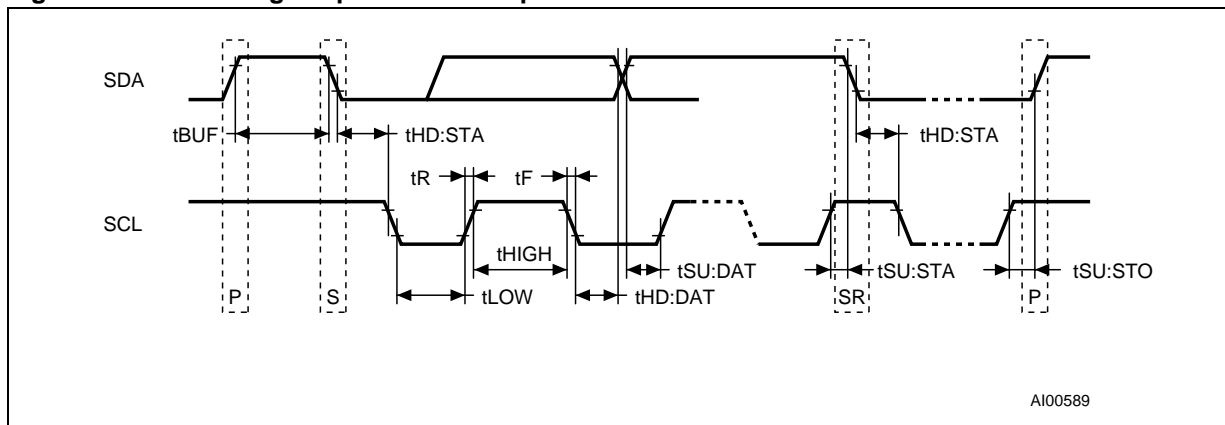 SDA
tBUF
tHD:STA
tHD:STA
tR
tF
SCL
tHIGH
tSU:DAT
tSU:STA
tSU:STO
P
S
tLOW
tHD:DAT
SR
P
AI00589